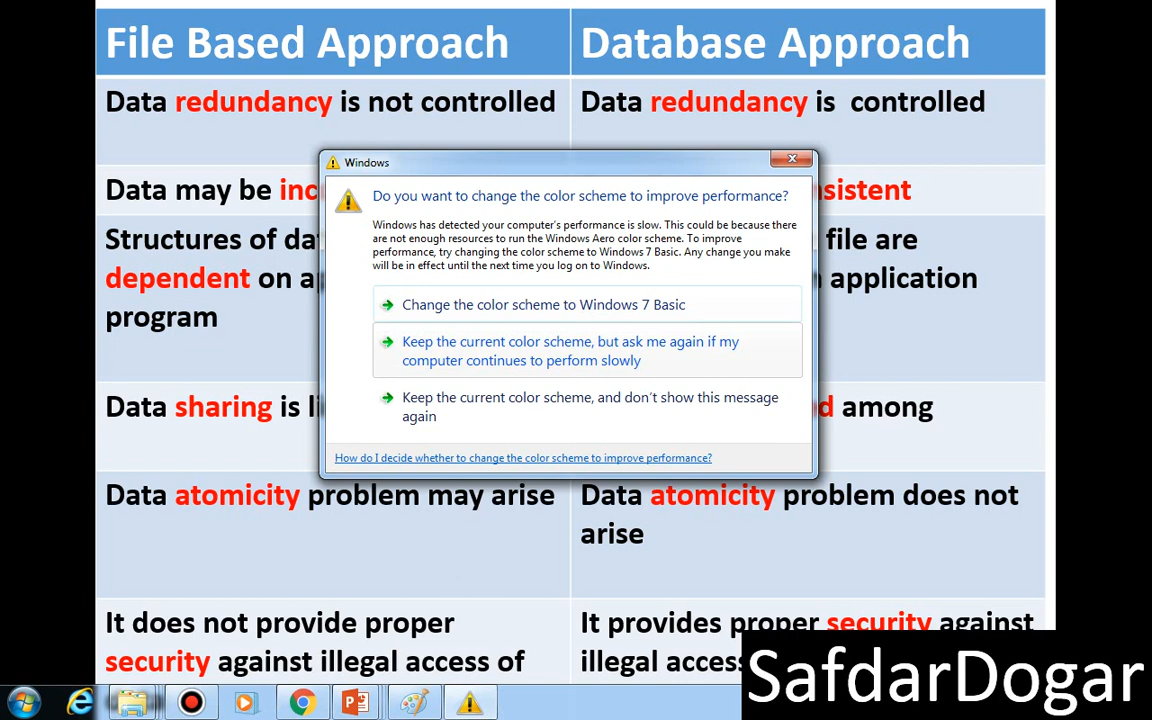 File Based Approach
Database Approach
Data redundancy is not controlled
Data redundancy is controlled
Data may be
Structures of
dependent on
program
file are
application
Data sharing is
among
Windows
Do you want to change the color scheme to improve performance?
Windows has detected your computer's performance is slow. This could be because there
are not enough resources to run the Windows Aero color scheme. To improve
performance, try changing the color scheme to Windows 7 Basic. Any change you make
will be in effect until the next time you log on to Windows.
Change the color scheme to Windows 7 Basic
Keep the current color scheme, but ask me again if my
computer continues to perform slowly
Keep the current color scheme, and don't show this message
again
How do I decide whether to change the color scheme to improve performance?
Data atomicity problem may arise
Data atomicity problem does not
arise
It does not provide proper
security against illegal access of
It provides proper security against
illegal access
SafdarDogar